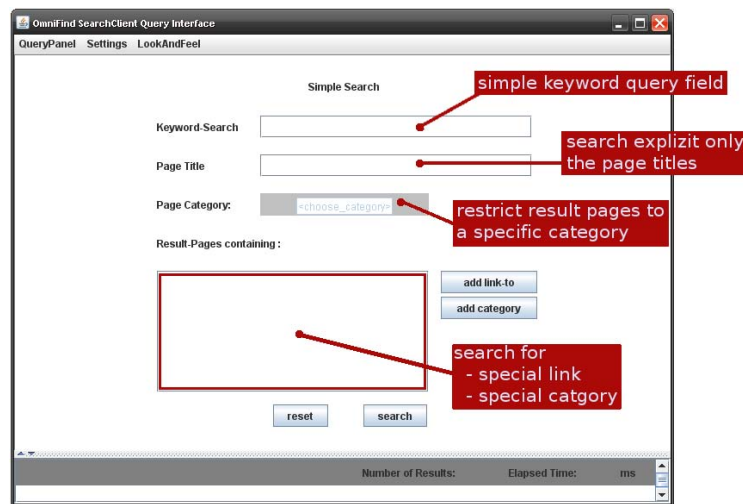 OmniFind SearchClient Query Interface
QueryPanel Settings LookAndFeel
Simple Search
simple keyword query field
Keyword-Search
search explizit only
the page titles
Page Title
Page Category:
<choose_category>
restrict result pages to
a specific category
Result-Pages containing :
add link-to
add category
search for
- special link
- special catgory
reset
search
Number of Results: Elapsed Time: ms